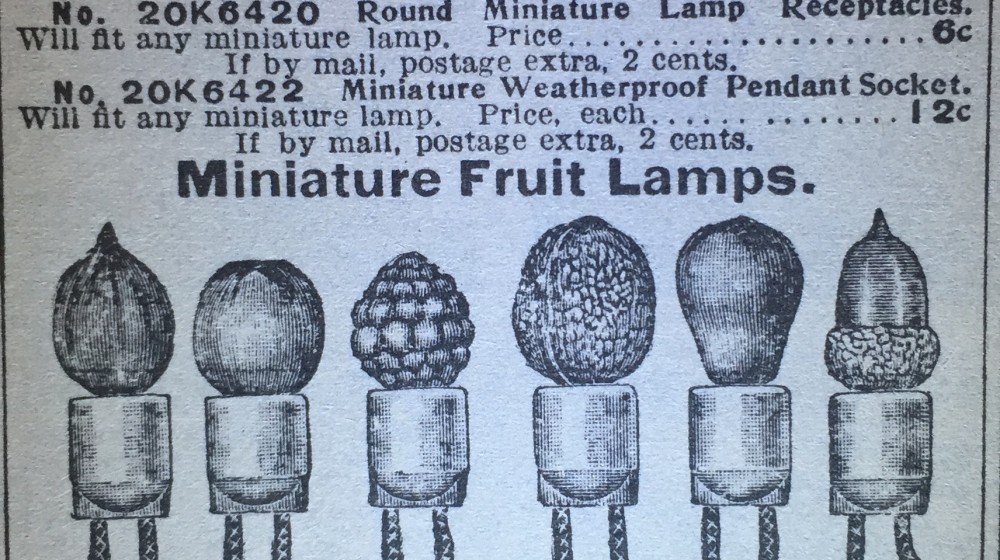 No. 20K6420 Round Miniature Lamp Receptacles.
Will fit any miniature lamp. Price......................6c
If by mail, postage extra, 2 cents.
No. 20K6422 Miniature Weatherproof Pendant Socket.
Will fit any miniature lamp. Price, each...... ........12c
If by mail, postage extra, 2 cents.
Miniature Fruit Lamps.